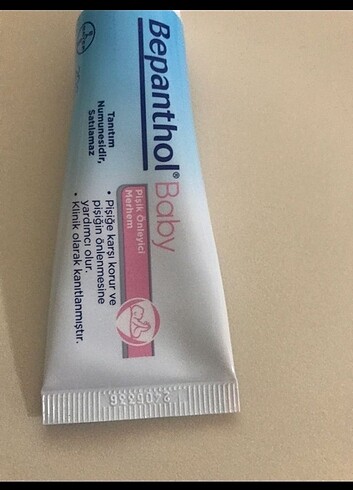 Bepanthol® Baby
Tanıtım
Numunesidir,
Satılamaz
Pişik Önleyici
Merhem
• Pişiğe karşı korur ve
pişiğin önlenmesine
yardımcı olur.
• Klinik olarak kanıtlanmıştır.